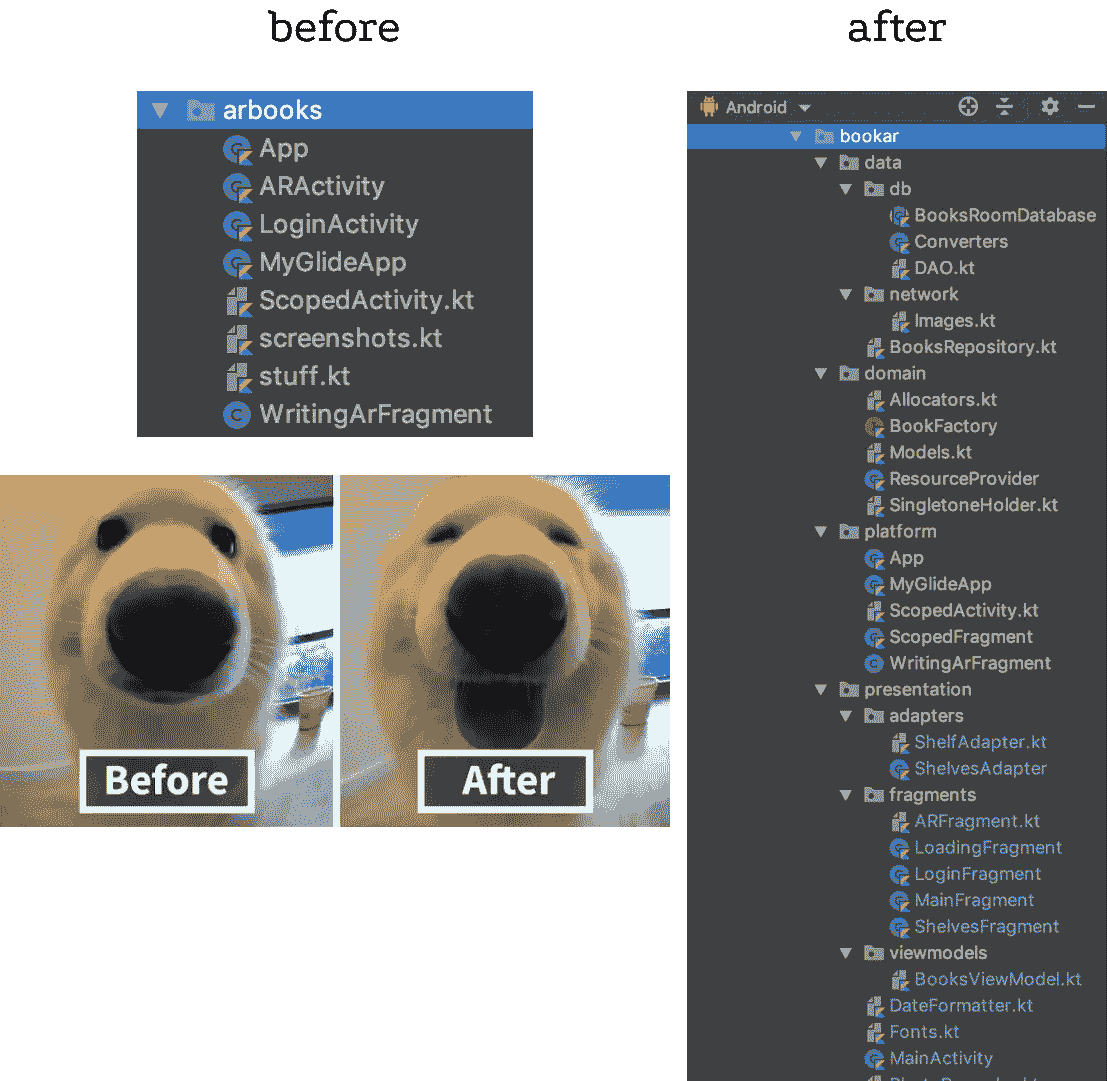 before
arbooks
App
ARActivity
LoginActivity
MyGlideApp
ScopedActivity.kt
screenshots.kt
stuff.kt
WritingArFragment
Before
After
after
Android
bookar
data
db
BooksRoomDatabase
Converters
DAO.kt
network
Images.kt
BooksRepository.kt
domain
Allocators.kt
BookFactory
Models.kt
ResourceProvider
SingletoneHolder.kt
platform
App
MyGlideApp
ScopedActivity.kt
ScopedFragment
WritingArFragment
presentation
adapters
ShelfAdapter.kt
ShelvesAdapter
fragments
ARFragment.kt
LoadingFragment
LoginFragment
MainFragment
ShelvesFragment
viewmodels
BooksViewModel.kt
DateFormatter.kt
Fonts.kt
MainActivity